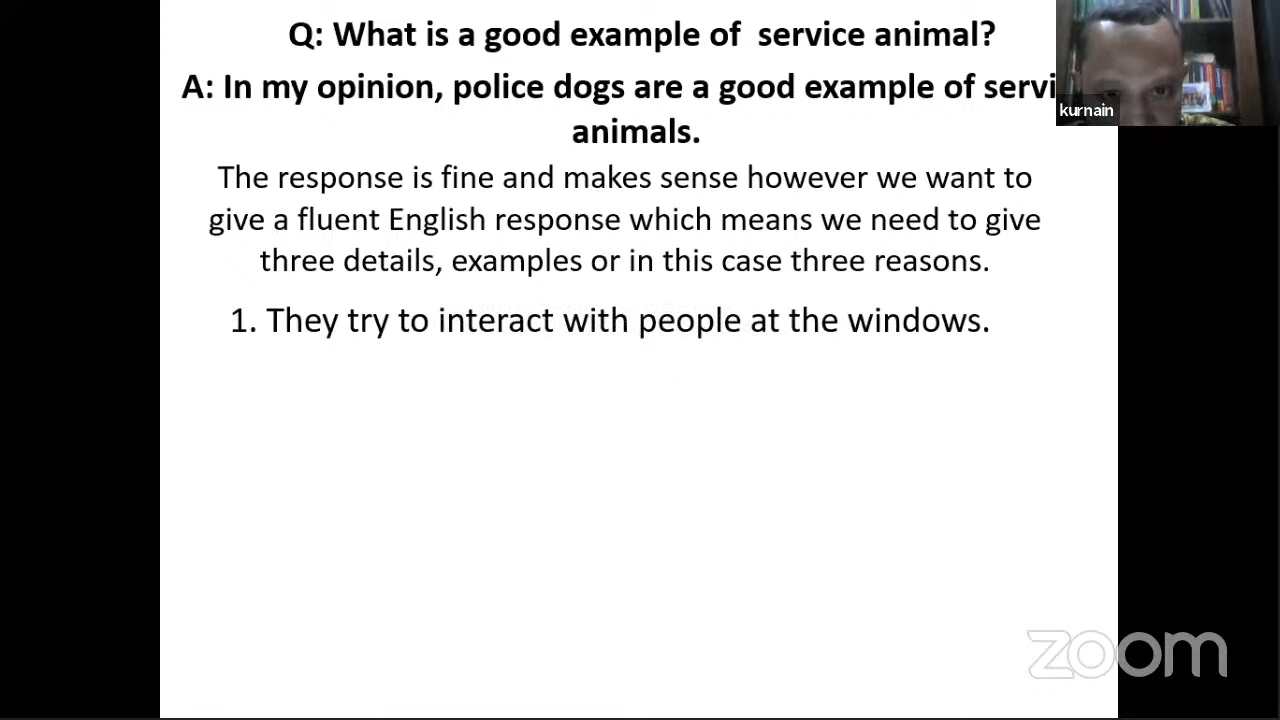 Q: What is a good example of  service animal?
A: In my opinion, police dogs are a good example of servi
animals.
kurnain
The response is fine and makes sense however we want to
give a fluent English response which means we need to give
three details, examples or in this case three reasons.
1. They try to interact with people at the windows.
zoom